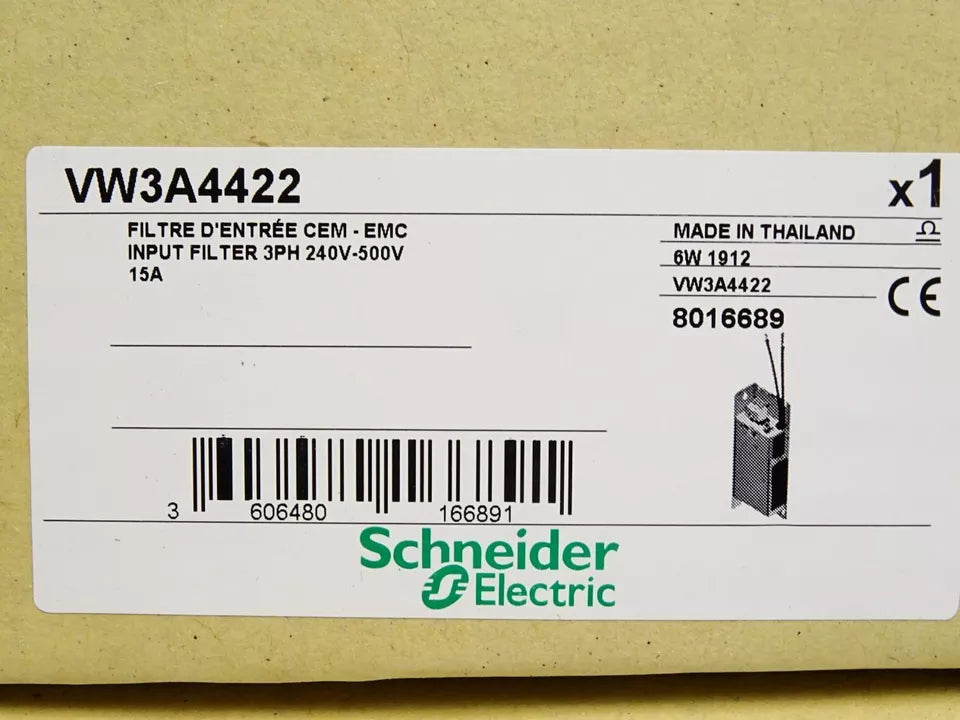 VW3A4422
x1
FILTRE D'ENTRÉE CEM - EMC
INPUT FILTER 3PH 240V-500V
15A
MADE IN THAILAND
6W 1912
VW3A4422
CE
8016689
3 606480 166891
Schneider
Electric